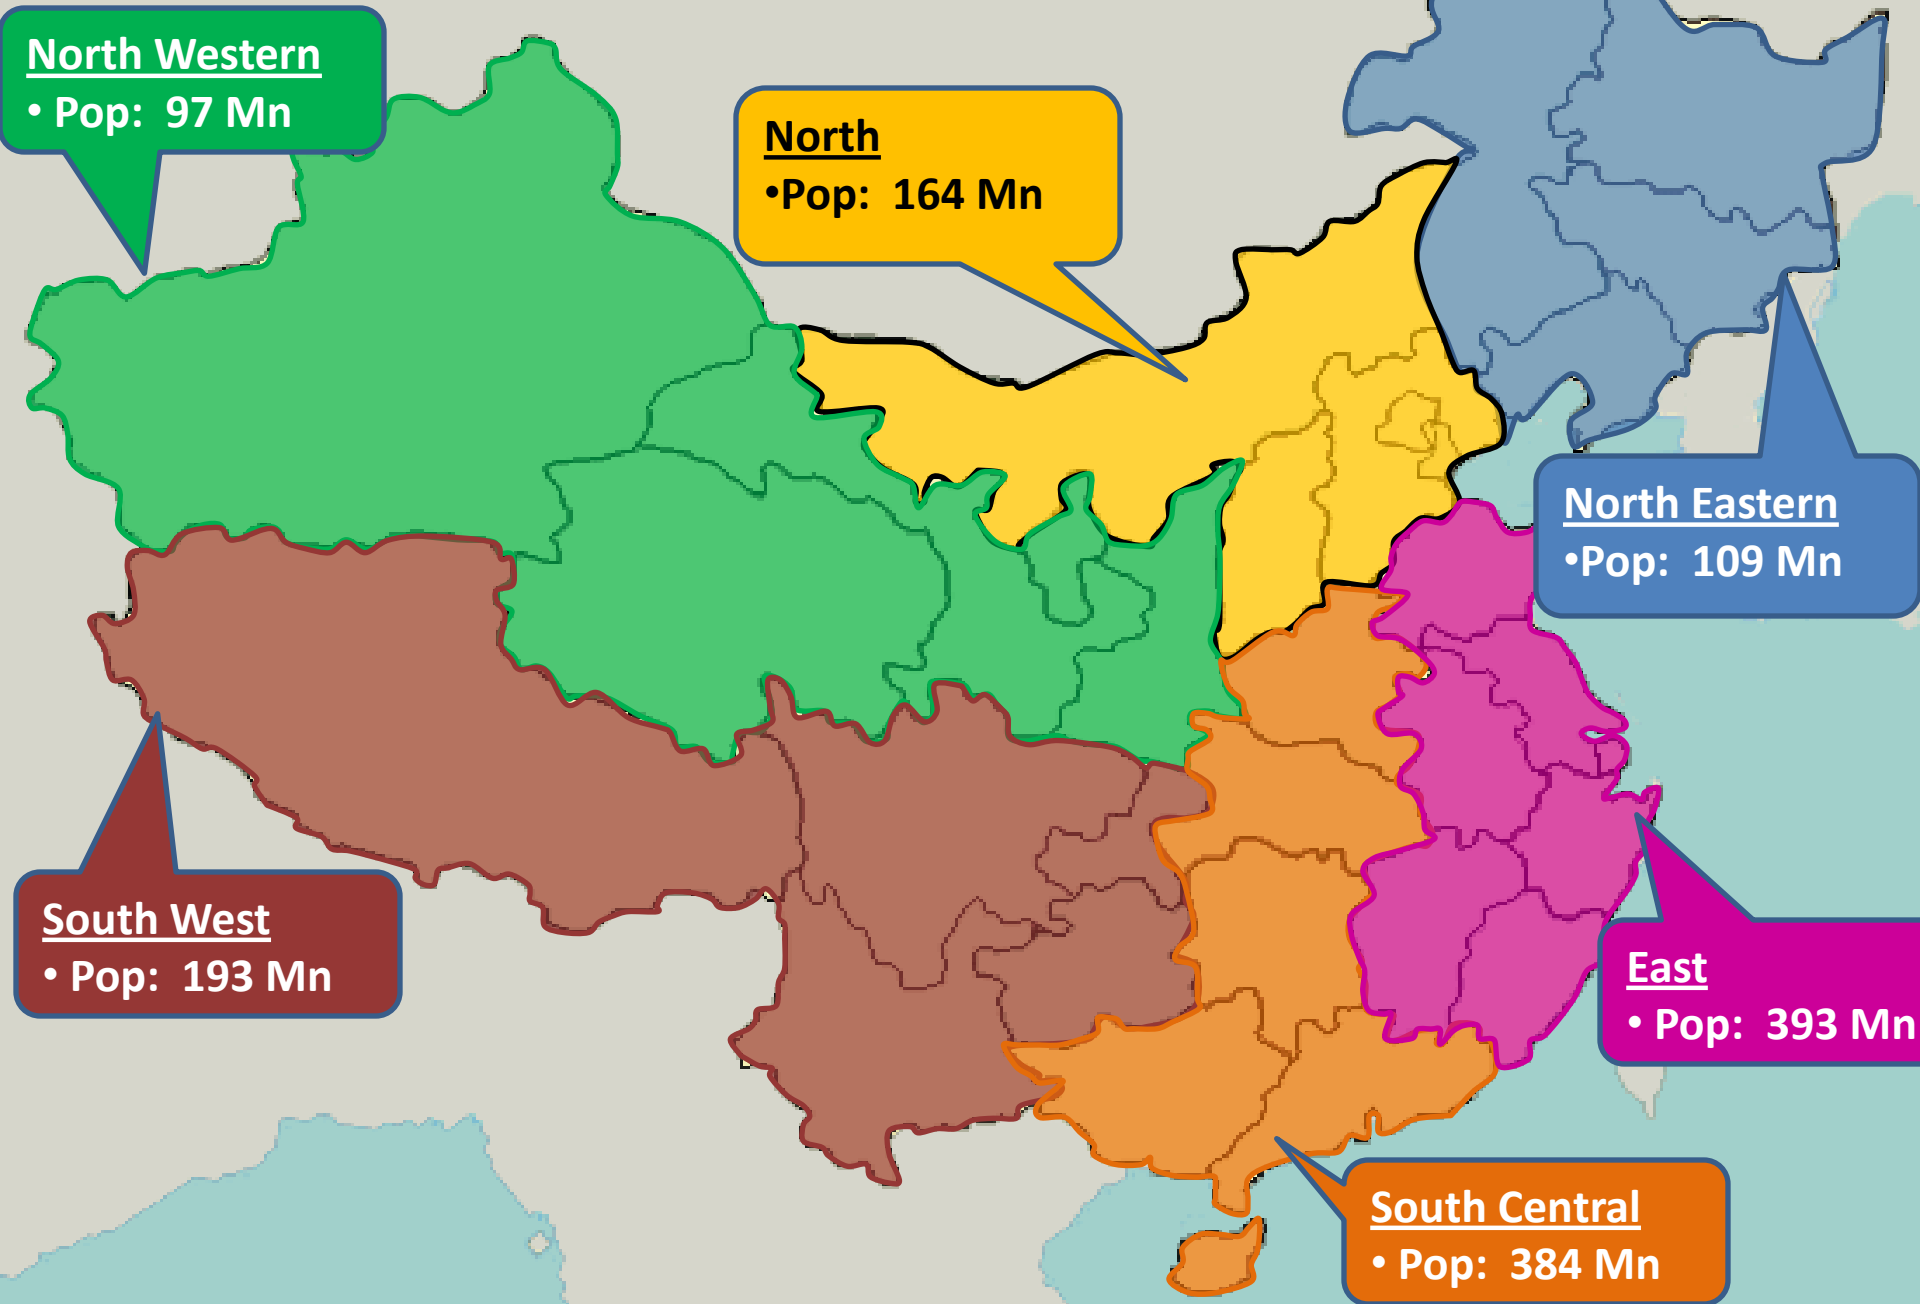 North Western
• Pop: 97 Mn
North
•Pop: 164 Mn
North Eastern
•Pop: 109 Mn
South West
• Pop: 193 Mn
East
• Pop: 393 Mn
South Central
• Pop: 384 Mn